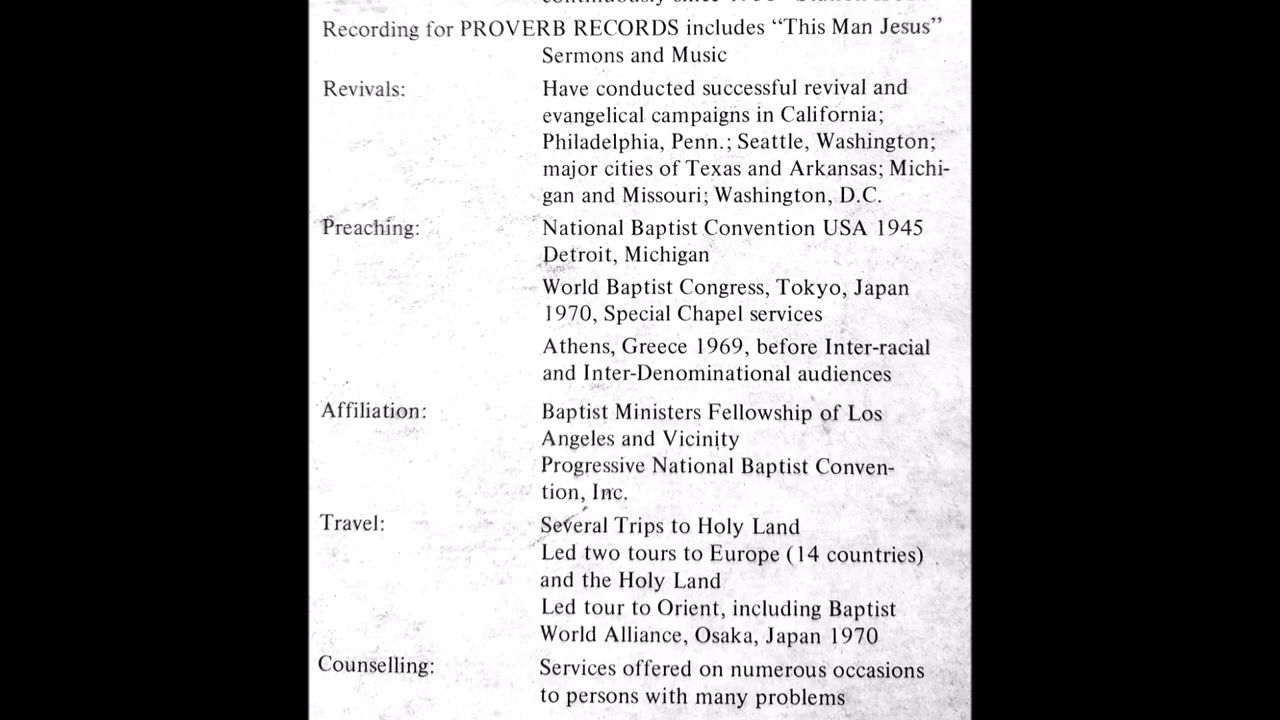 Recording for PROVERB RECORDS includes “This Man Jesus”
Sermons and Music
Revivals: Have conducted successful revival and
evangelical campaigns in California;
Philadelphia, Penn.; Seattle, Washington;
major cities of Texas and Arkansas; Michi-
gan and Missouri; Washington, D.C.
Preaching: National Baptist Convention USA 1945
Detroit, Michigan
World Baptist Congress, Tokyo, Japan
1970, Special Chapel services
Athens, Greece 1969, before Inter-racial
and Inter-Denominational audiences
Affiliation: Baptist Ministers Fellowship of Los
Angeles and Vicinity
Progressive National Baptist Conven-
tion, Inc.
Travel: Several Trips to Holy Land
Led two tours to Europe (14 countries)
and the Holy Land
Led tour to Orient, including Baptist
World Alliance, Osaka, Japan 1970
Counselling: Services offered on numerous occasions
to persons with many problems